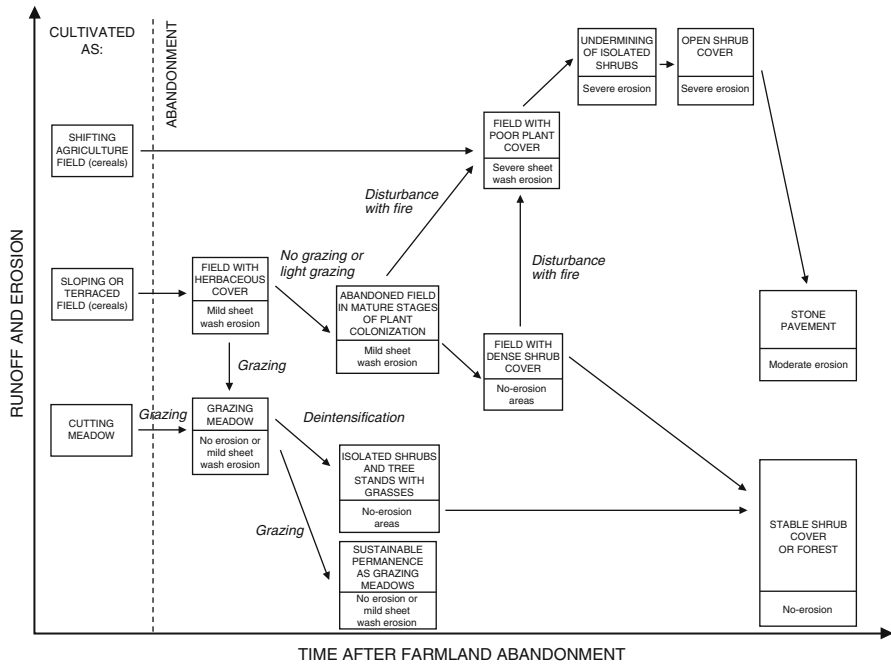 CULTIVATED
AS:
ABANDONMENT
SHIFTING
AGRICULTURE
FIELD (cereals)
SLOPING OR
TERRACED
FIELD (cereals)
CUTTING
MEADOW
Grazing
FIELD WITH
HERBACEOUS
COVER
Mild sheet
wash erosion
Grazing
GRAZING
MEADOW
No erosion or
mild sheet
wash erosion
No grazing or
light grazing
ABANDONED FIELD
IN MATURE STAGES
OF PLANT
COLONIZATION
Mild sheet
wash erosion
Deintensification
ISOLATED SHRUBS
AND TREE
STANDS WITH
GRASSES
No-erosion
areas
Grazing
SUSTAINABLE
PERMANENCE
AS GRAZING
MEADOWS
No erosion or
mild sheet
wash erosion
Disturbance
with fire
FIELD WITH
POOR PLANT
COVER
Severe sheet
wash erosion
Disturbance
with fire
FIELD WITH
DENSE SHRUB
COVER
No-erosion
areas
UNDERMINING
OF ISOLATED
SHRUBS
Severe erosion
OPEN SHRUB
COVER
Severe erosion
STONE
PAVEMENT
Moderate erosion
STABLE SHRUB
COVER
OR FOREST
No-erosion
RUNOFF AND EROSION
TIME AFTER FARMLAND ABANDONMENT